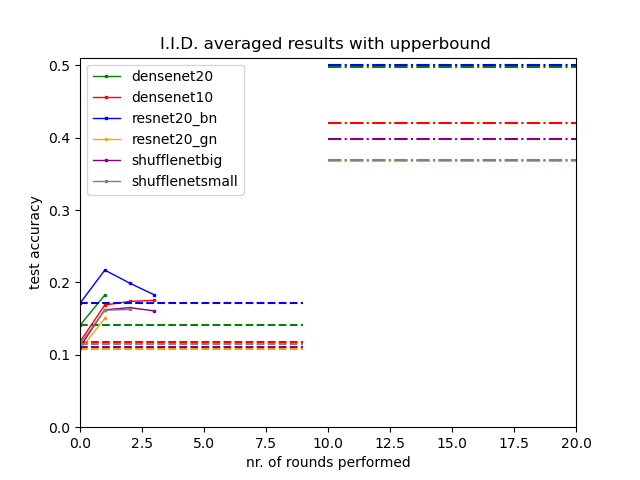 I.I.D. averaged results with upperbound
test accuracy
0.5
0.4
0.3
0.2
0.1
0.0
densenet20
densenet10
resnet20_bn
resnet20_gn
shufflenetbig
shufflenetsmall
0.0 2.5 5.0 7.5 10.0 12.5 15.0 17.5 20.0
nr. of rounds performed